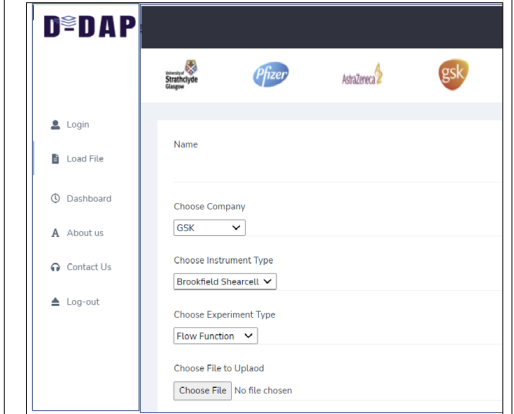 D-DAP
University of
Strathclyde
Glasgow
Pfizer
AstraZeneca
gsk
Login
Load File
Dashboard
About us
Contact Us
Log-out
Name
Choose Company
GSK
Choose Instrument Type
Brookfield Shearcell
Choose Experiment Type
Flow Function
Choose File to Uplaod
Choose File No file chosen